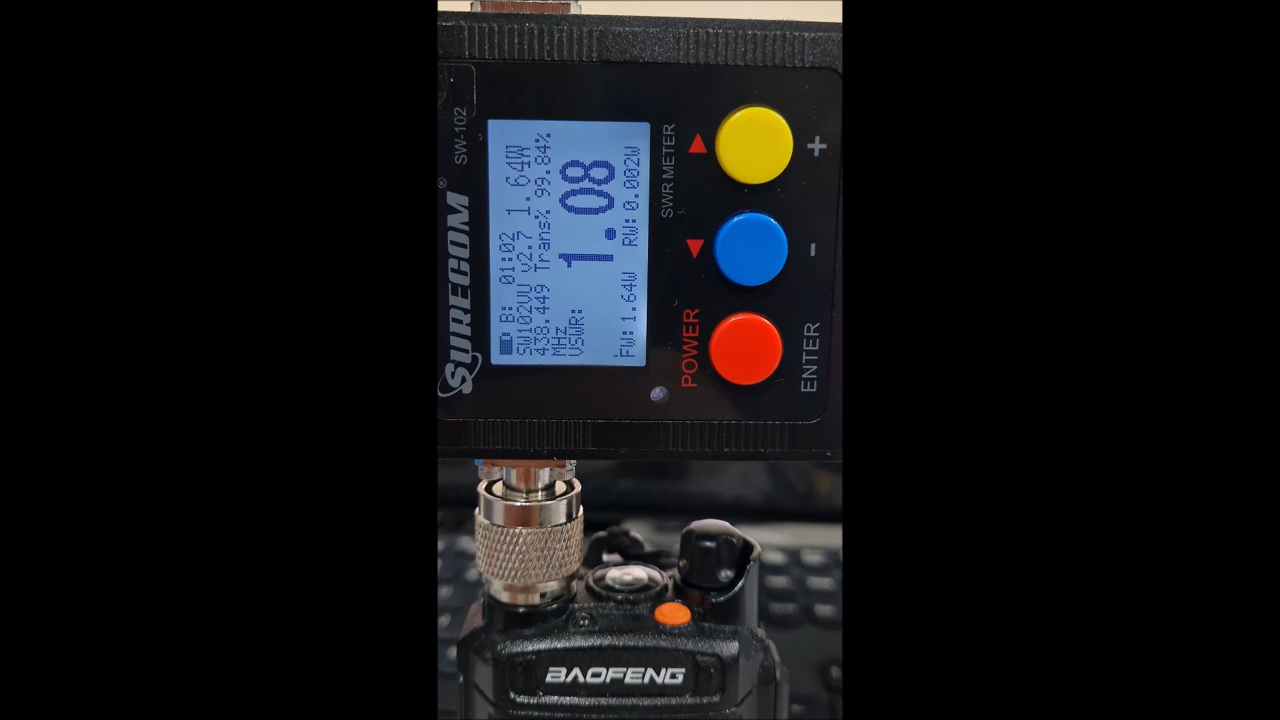 SURECOM®
SW-102
B: 01:02
SW102VU v2.7 1.64W
438.449 Trans% 99.84%
MHz
VSWR:
1.08
FW:1.64W RW:0.002W
SWR METER
POWER
ENTER
-
+
BAOFENG